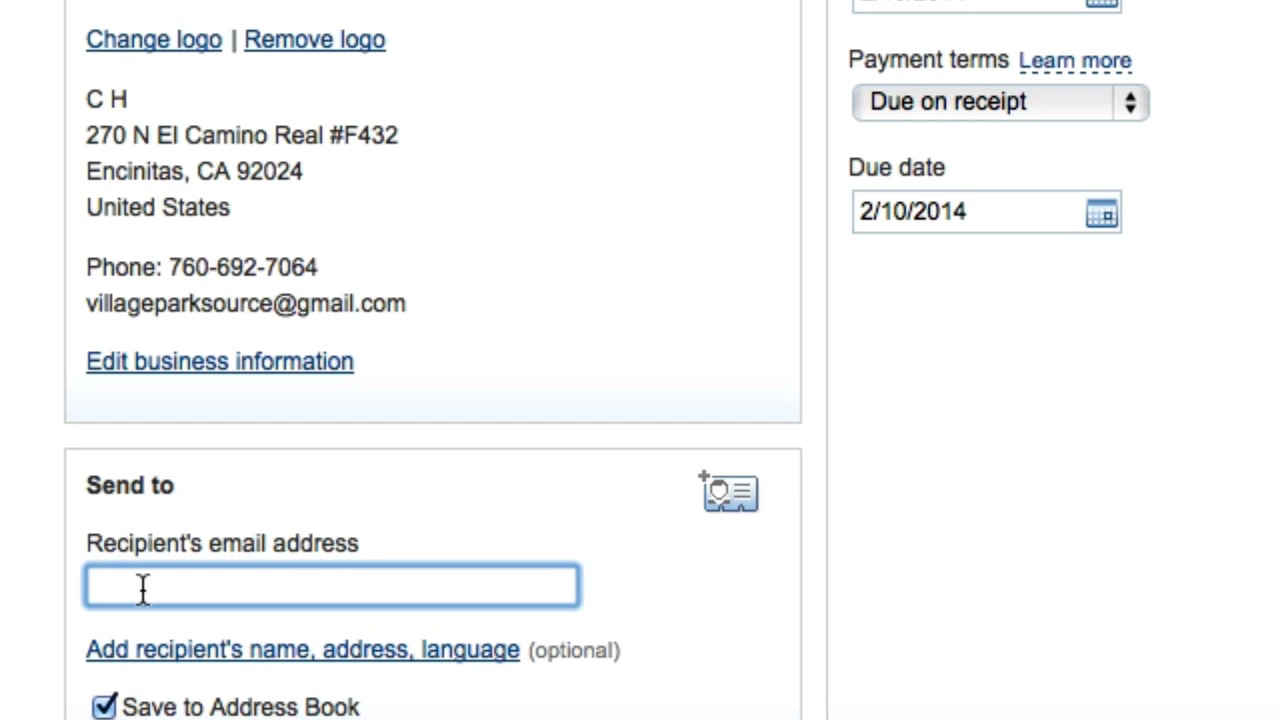 Change logo | Remove logo
C H
270 N El Camino Real #F432
Encinitas, CA 92024
United States
Phone: 760-692-7064
villageparksource@gmail.com
Edit business information
Send to
Recipient's email address
Add recipient's name, address, language (optional)
Save to Address Book
Payment terms Learn more
Due on receipt
Due date
2/10/2014